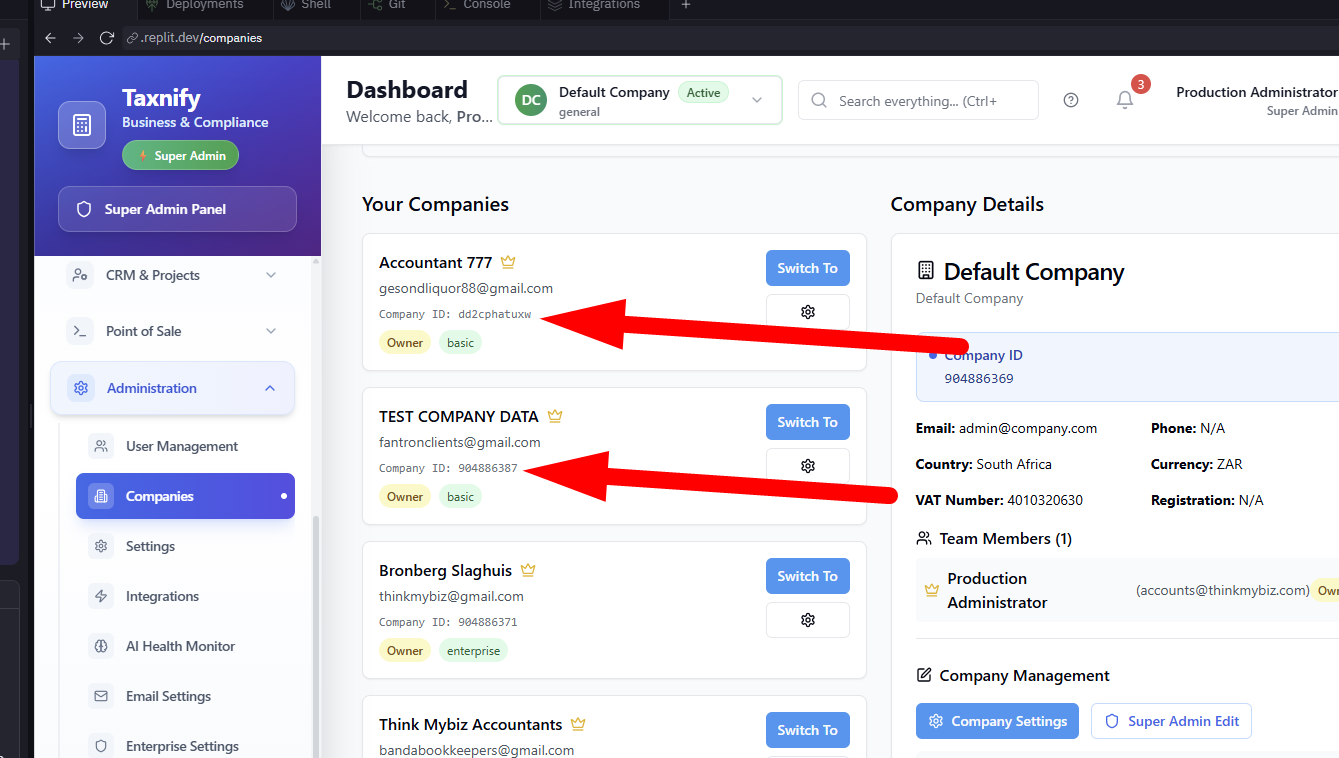 Preview
Deployments
Shell
Git
Console
Integrations
.replit.dev/companies
Taxnify
Business & Compliance
Super Admin
Super Admin Panel
CRM & Projects
Point of Sale
Administration
User Management
Companies
Settings
Integrations
AI Health Monitor
Email Settings
Enterprise Settings
Dashboard
Welcome back, Pro...
DC
Default Company
Active
general
Search everything... (Ctrl+
3
Production Administrator
Super Admin
Your Companies
Accountant 777
gesondliquor88@gmail.com
Company ID: dd2cphatuxw
Owner
basic
Switch To
TEST COMPANY DATA
fantronclients@gmail.com
Company ID: 904886387
Owner
basic
Switch To
Bronberg Slaghuis
thinkmybiz@gmail.com
Company ID: 904886371
Owner
enterprise
Switch To
Think Mybiz Accountants
bandabookkeepers@gmail.com
Switch To
Company Details
Default Company
Default Company
Company ID
904886369
Email: admin@company.com
Phone: N/A
Country: South Africa
Currency: ZAR
VAT Number: 4010320630
Registration: N/A
Team Members (1)
Production
Administrator
(accounts@thinkmybiz.com)
Company Management
Company Settings
Super Admin Edit